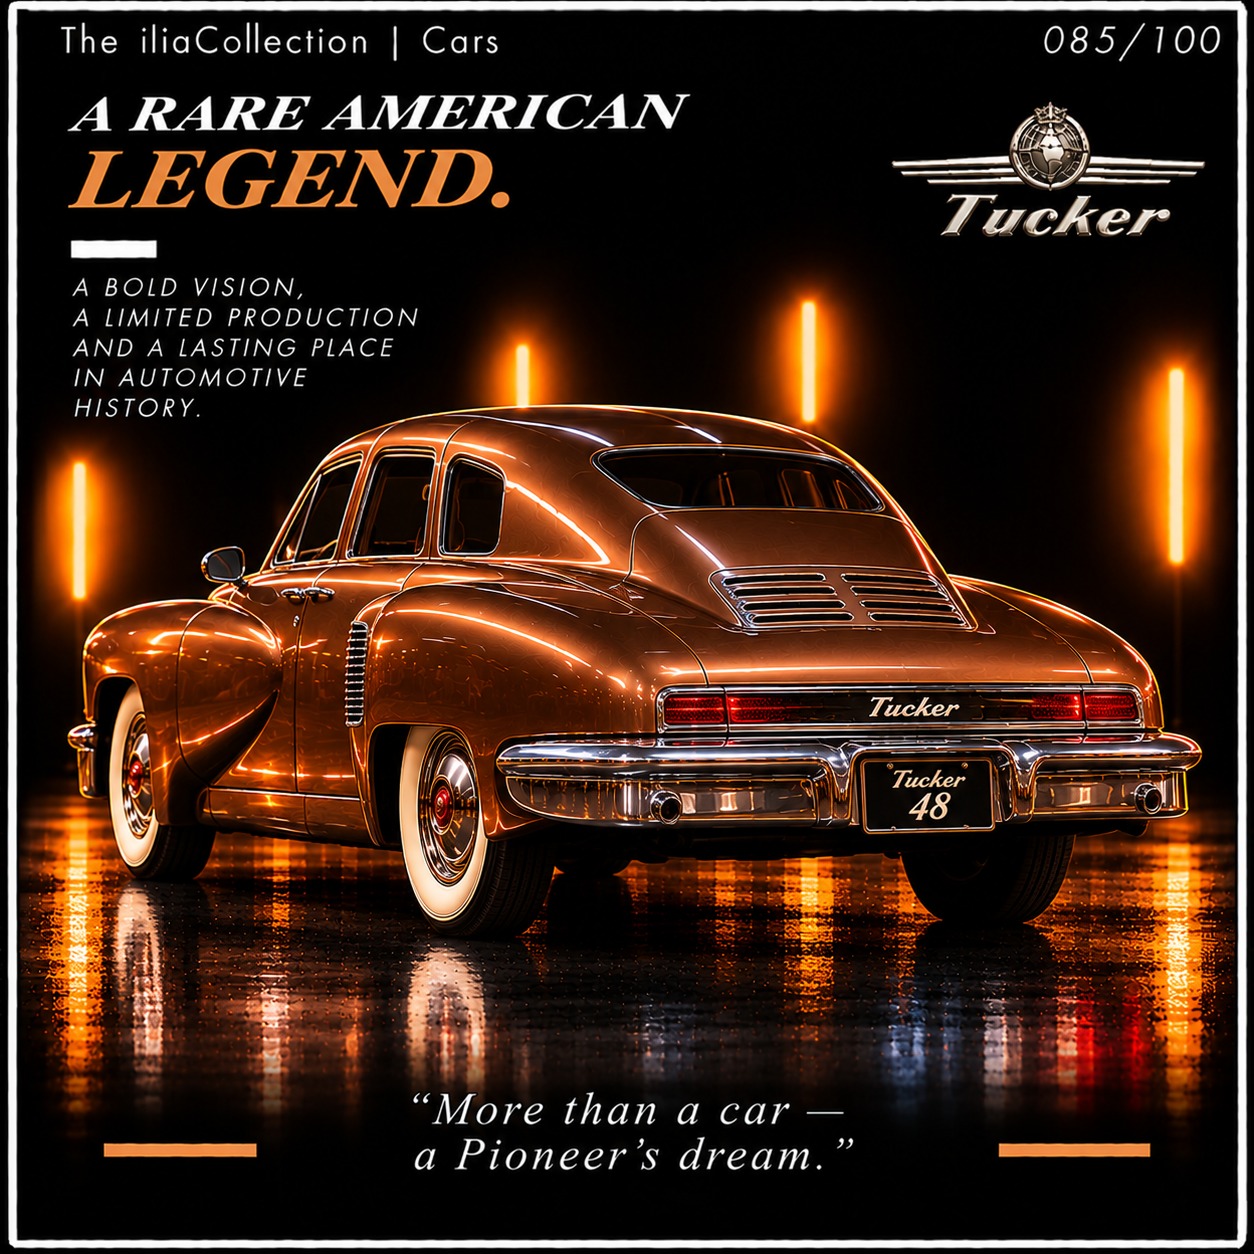 The iliaCollection | Cars
085/100
A RARE AMERICAN
LEGEND.
Tucker
A BOLD VISION,
A LIMITED PRODUCTION
AND A LASTING PLACE
IN AUTOMOTIVE
HISTORY.
Tucker
Tucker
48
“More than a car —
a Pioneer’s dream.”